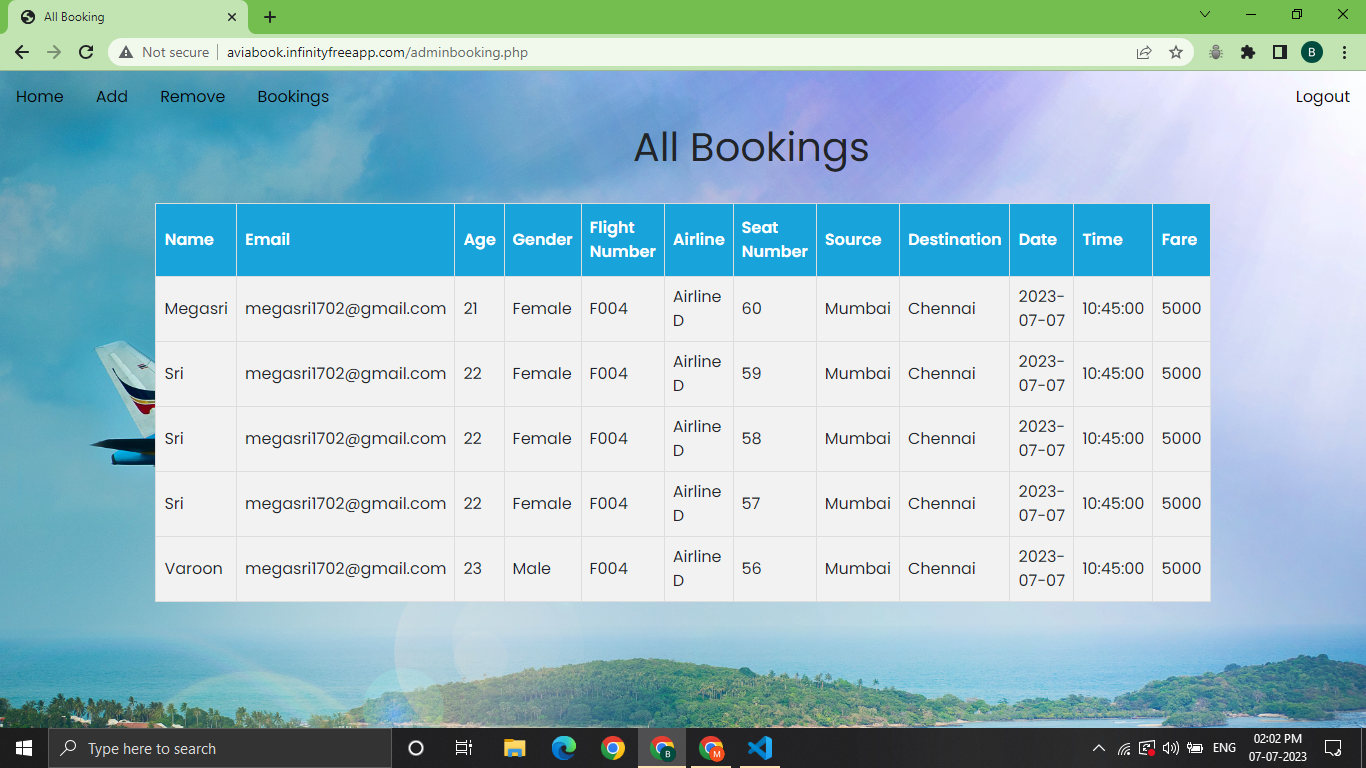 All Booking
Not secure | aviabook.infinityfreeapp.com/adminbooking.php
B
Home Add Remove Bookings Logout
All Bookings
Name Email Age Gender Flight Number Airline Seat Number Source Destination Date Time Fare
Megasri megasri1702@gmail.com 21 Female F004 Airline D 60 Mumbai Chennai 2023-07-07 10:45:00 5000
Sri megasri1702@gmail.com 22 Female F004 Airline D 59 Mumbai Chennai 2023-07-07 10:45:00 5000
Sri megasri1702@gmail.com 22 Female F004 Airline D 58 Mumbai Chennai 2023-07-07 10:45:00 5000
Sri megasri1702@gmail.com 22 Female F004 Airline D 57 Mumbai Chennai 2023-07-07 10:45:00 5000
Varoon megasri1702@gmail.com 23 Male F004 Airline D 56 Mumbai Chennai 2023-07-07 10:45:00 5000
Type here to search
B
M
ENG
02:02 PM
07-07-2023